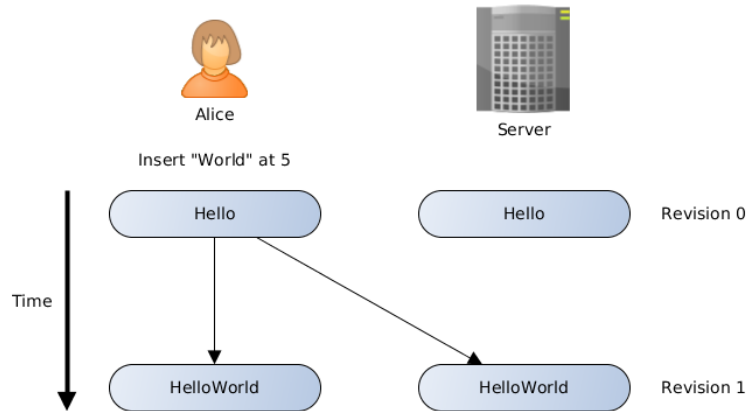 Alice
Server
Insert "World" at 5
Hello
Hello
Revision 0
Time
HelloWorld
HelloWorld
Revision 1